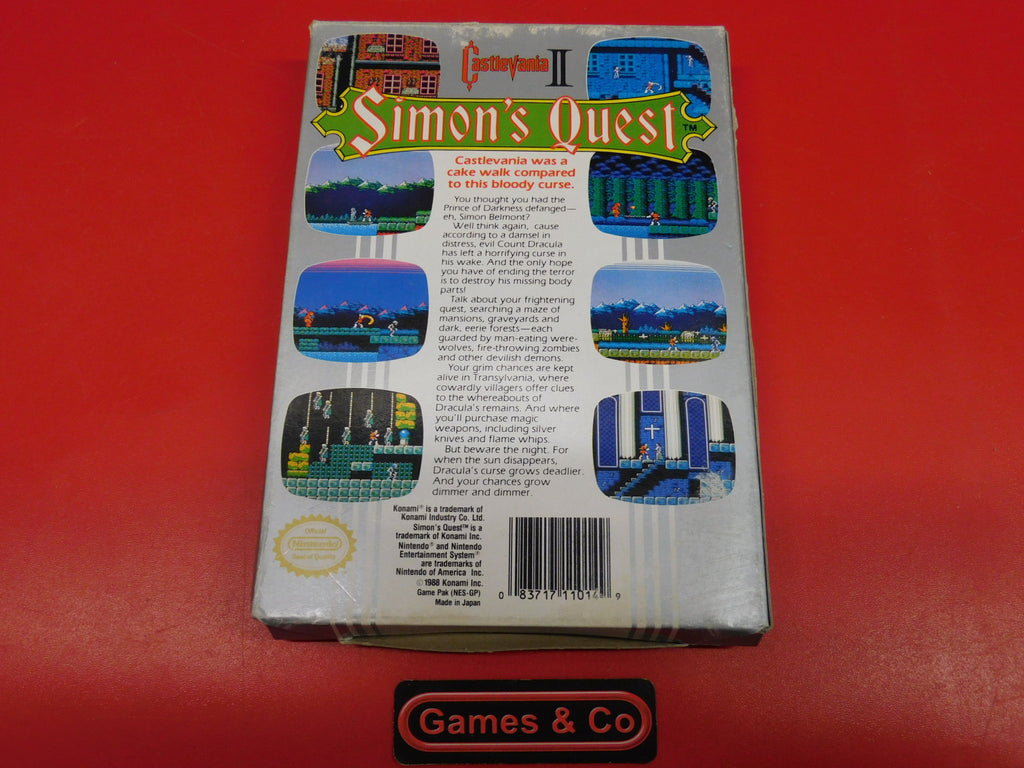 Castlevania II
Simon's Quest™
Castlevania was a
cake walk compared
to this bloody curse.
You thought you had the
Prince of Darkness defanged—
eh, Simon Belmont?
Well think again, cause
according to a damsel in
distress, evil Count Dracula
has left a horrifying curse in
his wake. And the only hope
you have of ending the terror
is to destroy his missing body
parts!
Talk about your frightening
quest, searching a maze of
mansions, graveyards and
dark, eerie forests—each
guarded by man-eating were-
wolves, fire-throwing zombies
and other devilish demons.
Your grim chances are kept
alive in Transylvania, where
cowardly villagers offer clues
to the whereabouts of
Dracula's remains. And where
you'll purchase magic
weapons, including silver
knives and flame whips.
But beware the night. For
when the sun disappears,
Dracula's curse grows deadlier.
And your chances grow
dimmer and dimmer.
Konami® is a trademark of
Konami Industry Co. Ltd.
Simon's Quest™ is a
trademark of Konami Inc.
Nintendo® and Nintendo
Entertainment System®
are trademarks of
Nintendo of America Inc.
© 1988 Konami Inc.
Game Pak (NES-GP)
Made in Japan
Official
Nintendo
Seal of Quality
0 83717 11014 9
Games & Co